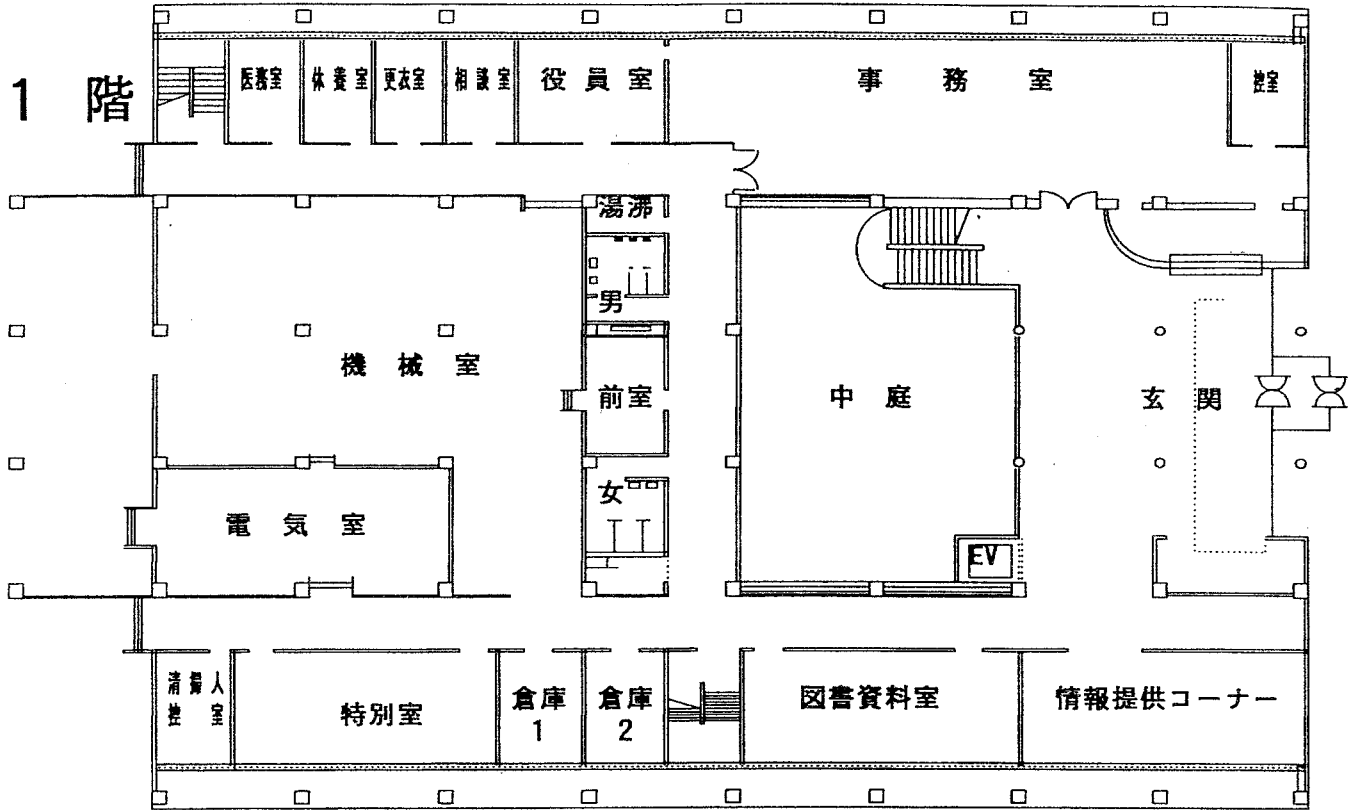 1 階
医務室
休養室
更衣室
相談室
役員室
事務室
控室
湯沸
男
機械室
前室
中庭
玄関
女
電気室
EV
清掃人
控室
特別室
倉庫
1
倉庫
2
図書資料室
情報提供コーナー